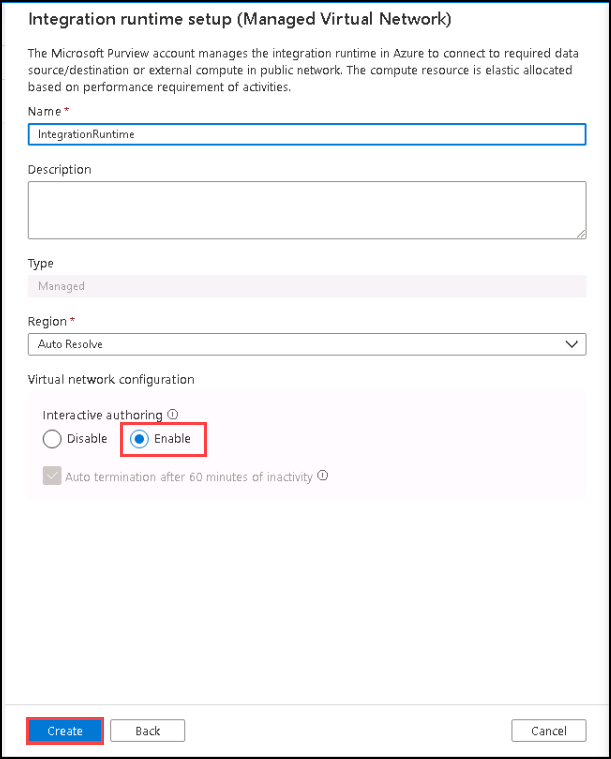 Integration runtime setup (Managed Virtual Network)
The Microsoft Purview account manages the integration runtime in Azure to connect to required data
source/destination or external compute in public network. The compute resource is elastic allocated
based on performance requirement of activities.
Name *
IntegrationRuntime
Description
Type
Managed
Region *
Auto Resolve
Virtual network configuration
Interactive authoring
Disable Enable
Auto termination after 60 minutes of inactivity
Create Back Cancel